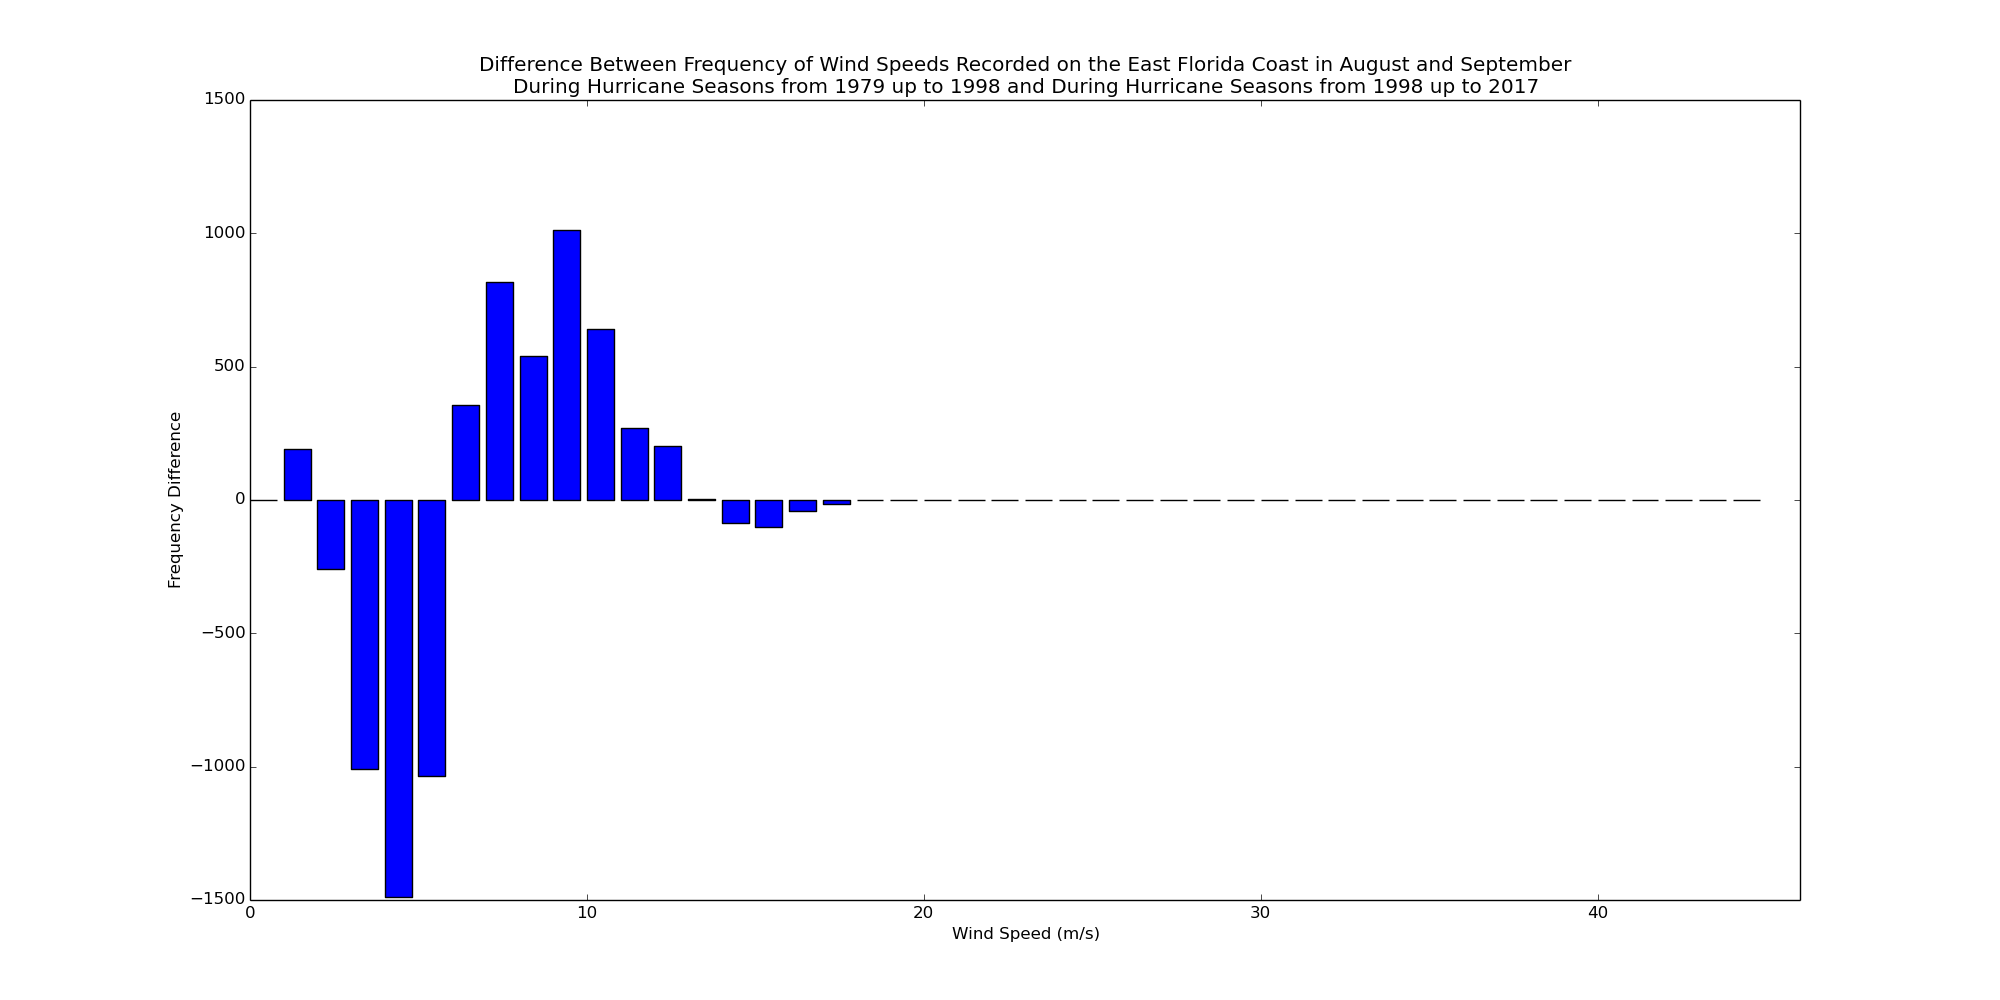 Difference Between Frequency of Wind Speeds Recorded on the East Florida Coast in August and September
During Hurricane Seasons from 1979 up to 1998 and During Hurricane Seasons from 1998 up to 2017
1500
1000
500
0
−500
−1000
−1500
Frequency Difference
0 10 20 30 40
Wind Speed (m/s)